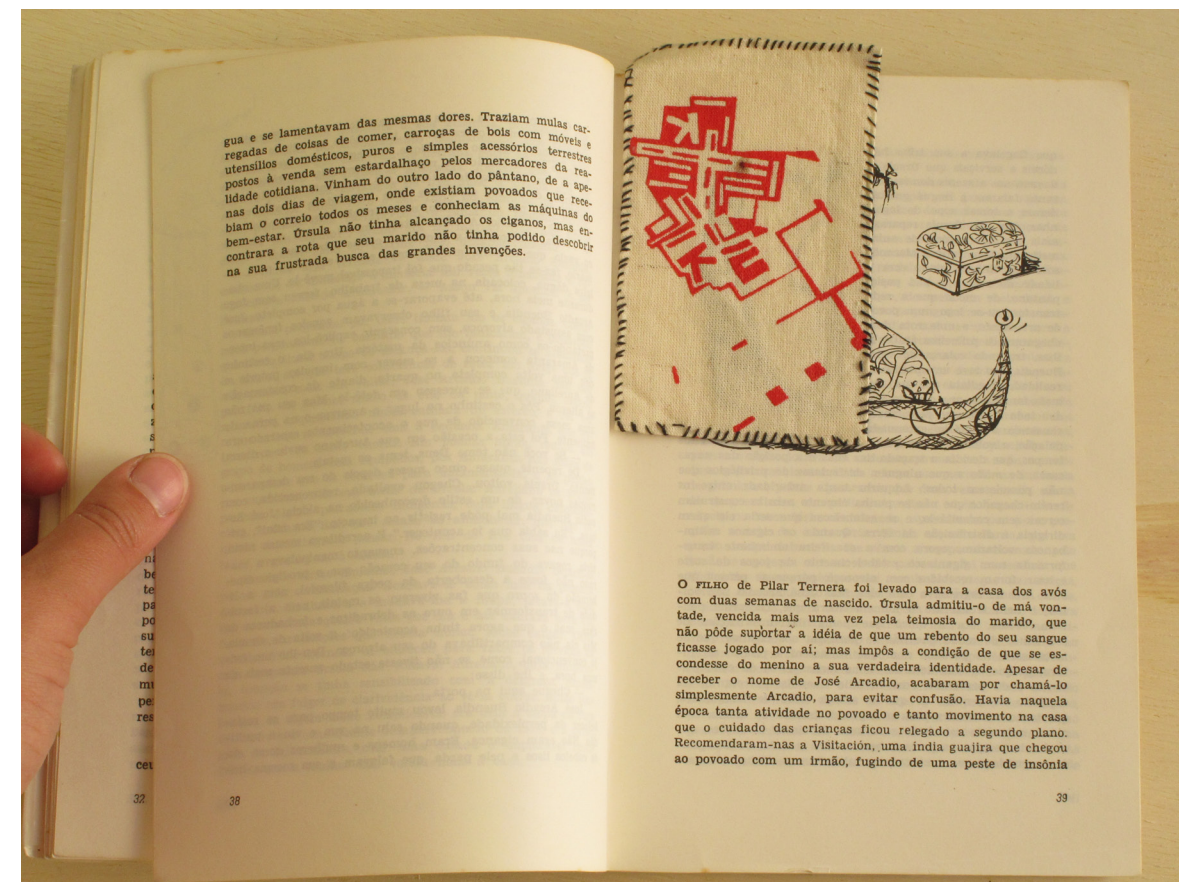 gua e se lamentavam das mesmas dores. Traziam mulas car-
regadas de coisas de comer, carroças de bois com móveis e
utensílios domésticos, puros e simples acessórios terrestres
postos à venda sem estardalhaço pelos mercadores da rea-
lidade cotidiana. Vinham do outro lado do pântano, de a ape-
nas dois dias de viagem, onde existiam povoados que rece-
biam o correio todos os meses e conheciam as máquinas do
bem-estar. Úrsula não tinha alcançado os ciganos, mas en-
contrara a rota que seu marido não tinha podido descobrir
na sua frustrada busca das grandes invenções.
32
38
O FILHO de Pilar Ternera foi levado para a casa dos avós
com duas semanas de nascido. Úrsula admitiu-o de má von-
tade, vencida mais uma vez pela teimosia do marido, que
não pôde suportar a idéia de que um rebento do seu sangue
ficasse jogado por aí; mas impôs a condição de que se es-
condesse do menino a sua verdadeira identidade. Apesar de
receber o nome de José Arcadio, acabaram por chamá-lo
simplesmente Arcadio, para evitar confusão. Havia naquela
época tanta atividade no povoado e tanto movimento na casa
que o cuidado das crianças ficou relegado a segundo plano.
Recomendaram-nas a Visitación, uma índia guajira que chegou
ao povoado com um irmão, fugindo de uma peste de insônia
39